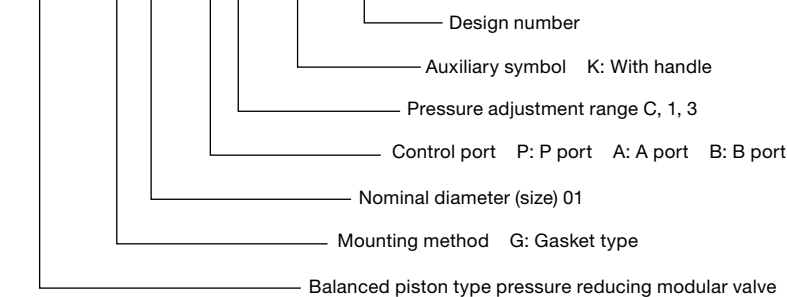 Design number
Auxiliary symbol K: With handle
Pressure adjustment range C, 1, 3
Control port P: P port A: A port B: B port
Nominal diameter (size) 01
Mounting method G: Gasket type
Balanced piston type pressure reducing modular valve